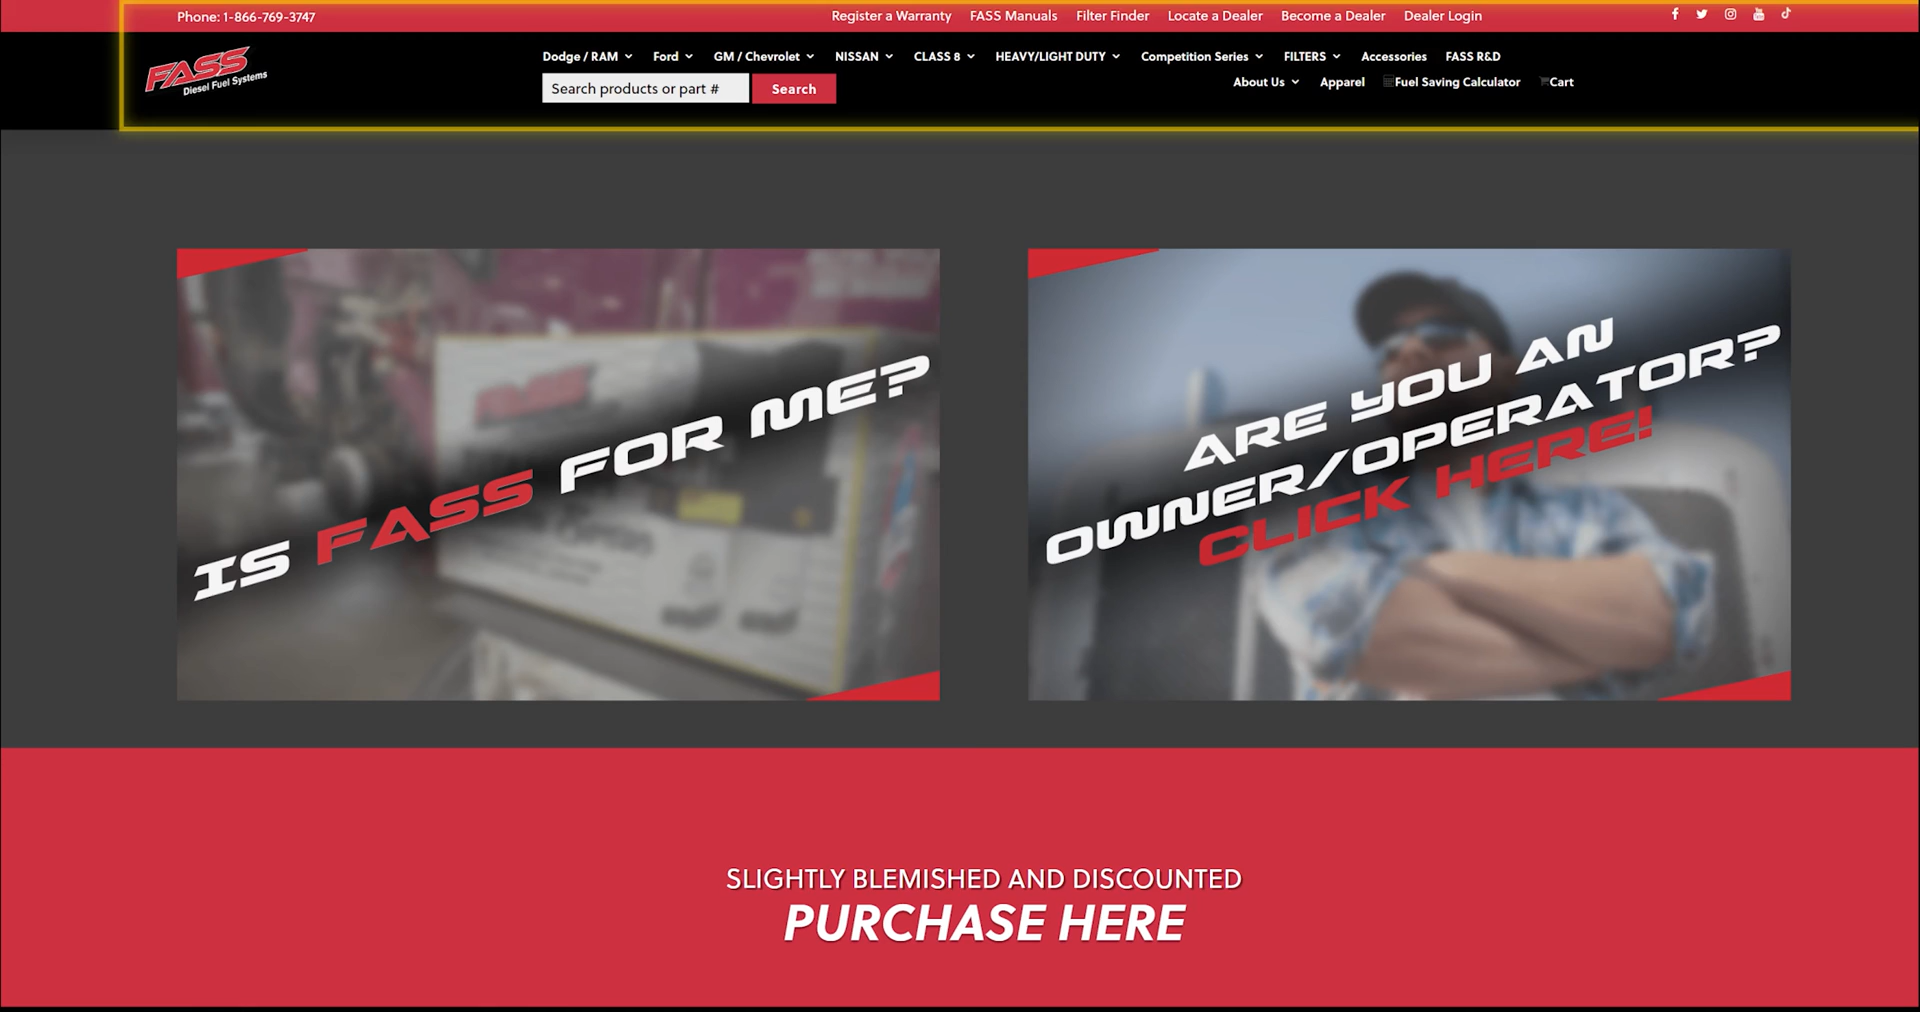 Phone: 1-866-769-3747
Register a Warranty FASS Manuals Filter Finder Locate a Dealer Become a Dealer Dealer Login
FASS
Diesel Fuel Systems
Dodge / RAM Ford GM / Chevrolet NISSAN CLASS 8 HEAVY/LIGHT DUTY Competition Series FILTERS Accessories FASS R&D
Search products or part # Search
About Us Apparel Fuel Saving Calculator Cart
IS FASS FOR ME?
ARE YOU AN
OWNER/OPERATOR?
CLICK HERE!
SLIGHTLY BLEMISHED AND DISCOUNTED
PURCHASE HERE